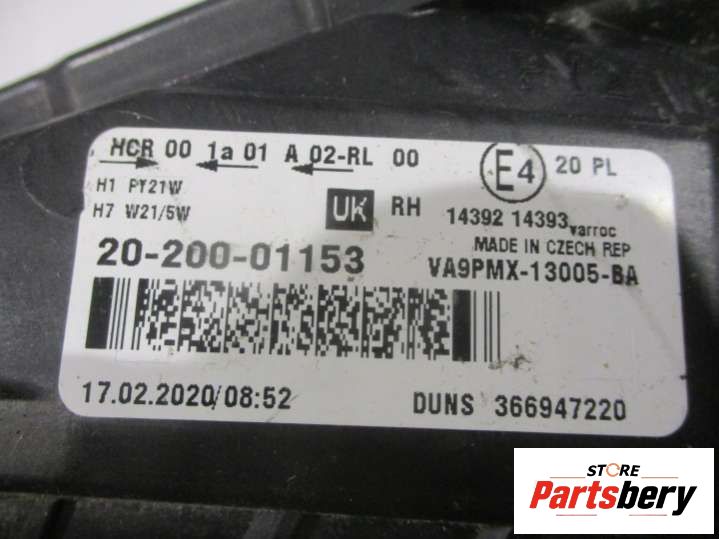 HCR 00 1a 01 A 02-RL 00
E4 20 PL
H1 PY21W
H7 W21/5W
UK RH
14392 14393 varroc
MADE IN CZECH REP
20-200-01153
VA9PMX-13005-BA
17.02.2020/08:52
DUNS 366947220
STORE
Partsbery